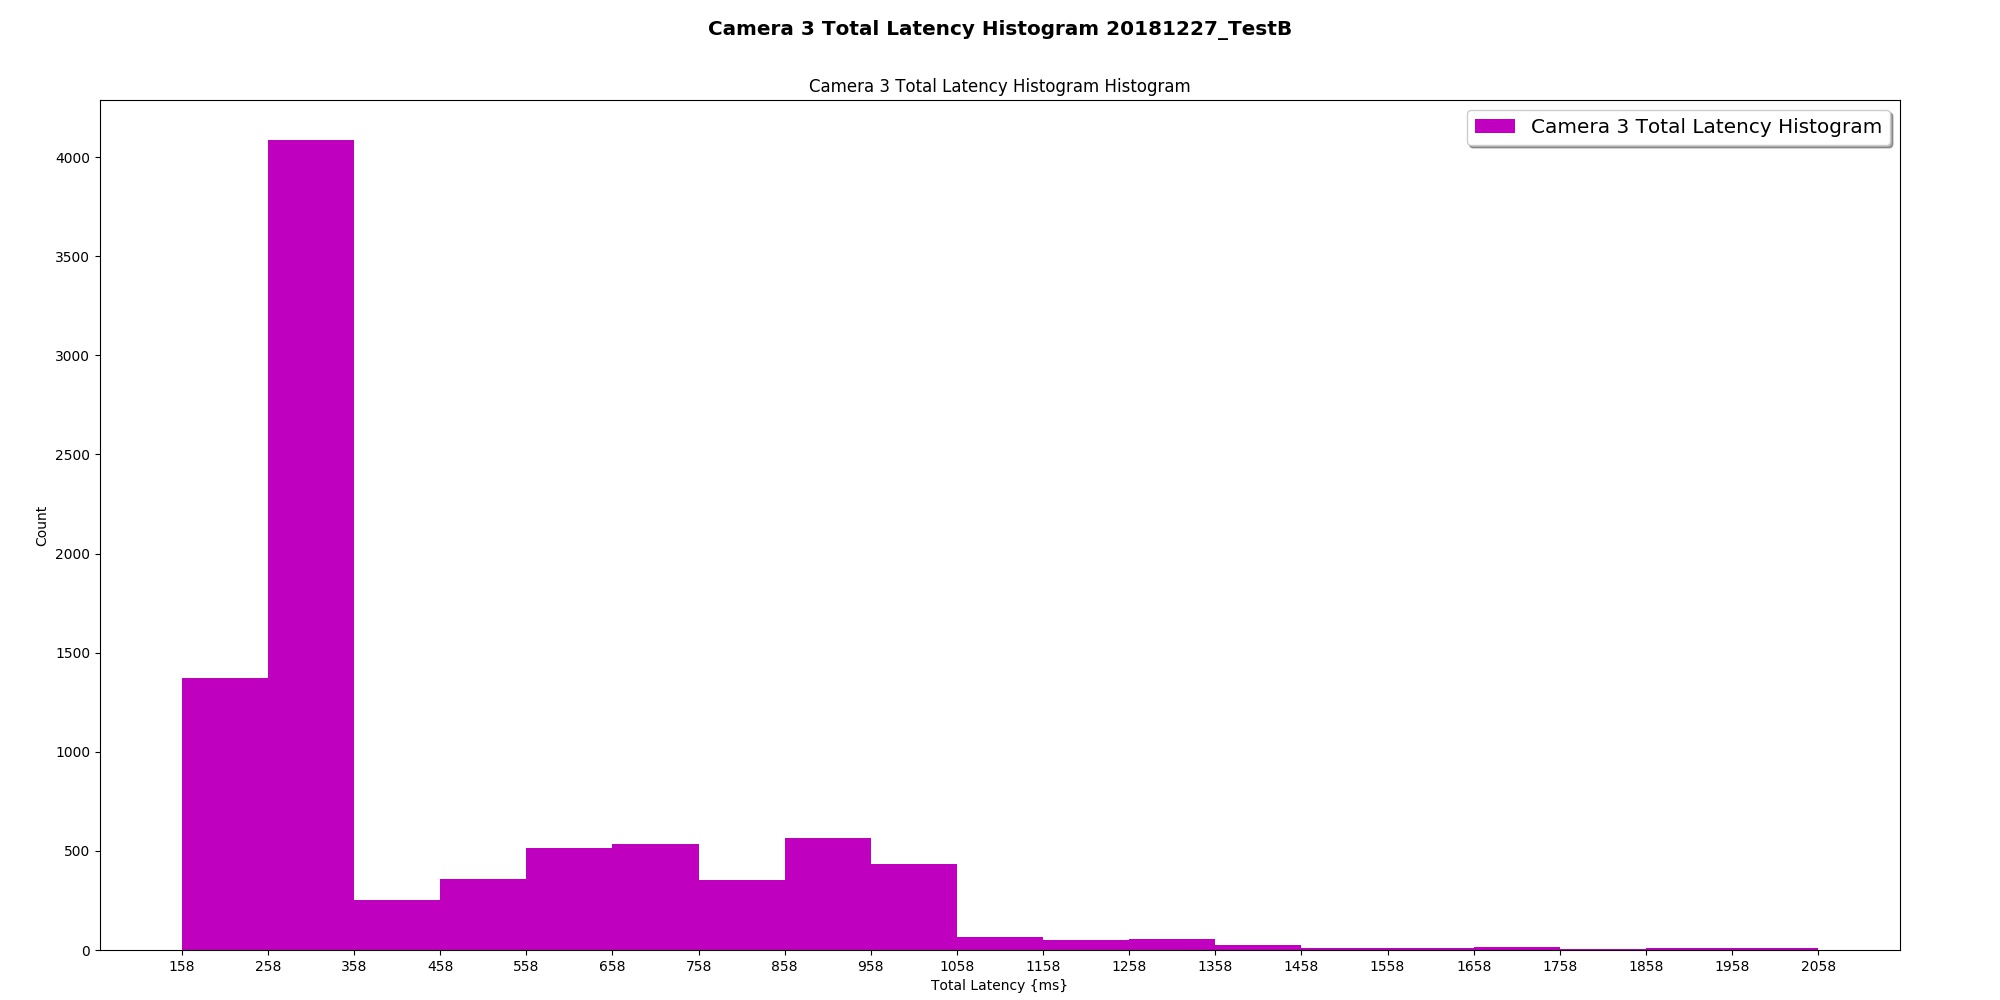 Camera 3 Total Latency Histogram 20181227_TestB
Camera 3 Total Latency Histogram Histogram
Camera 3 Total Latency Histogram
4000
3500
3000
2500
2000
1500
1000
500
0
Count
158 258 358 458 558 658 758 858 958 1058 1158 1258 1358 1458 1558 1658 1758 1858 1958 2058
Total Latency {ms}